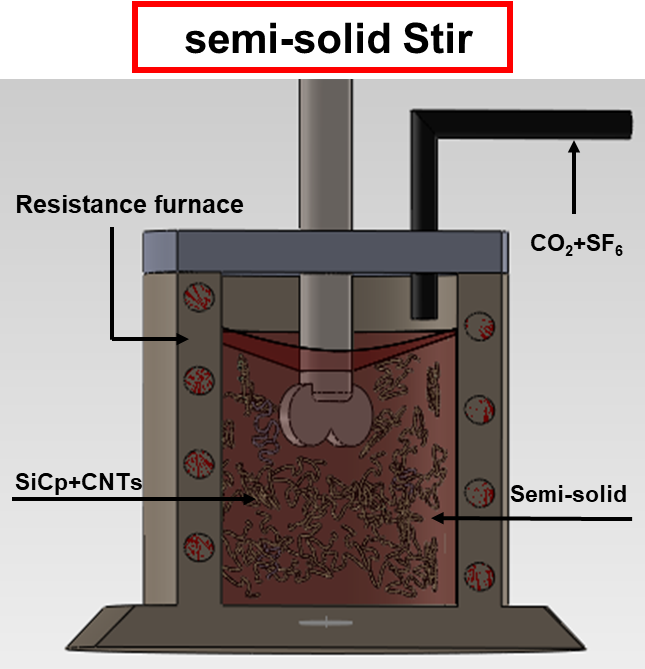 semi-solid Stir
Resistance furnace
CO₂+SF₆
SiCp+CNTs
Semi-solid